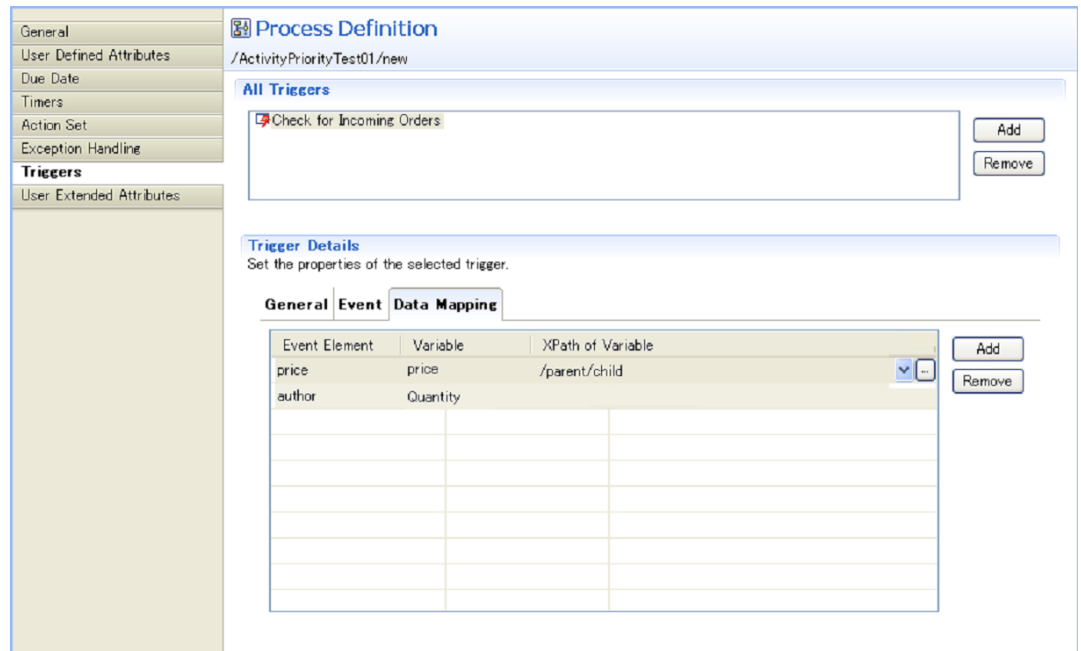 General
User Defined Attributes
Due Date
Timers
Action Set
Exception Handling
Triggers
User Extended Attributes
Process Definition
/ActivityPriorityTest01/new
All Triggers
Check for Incoming Orders
Add
Remove
Trigger Details
Set the properties of the selected trigger.
General Event Data Mapping
Event Element Variable XPath of Variable
price price /parent/child ...
author Quantity
Add
Remove